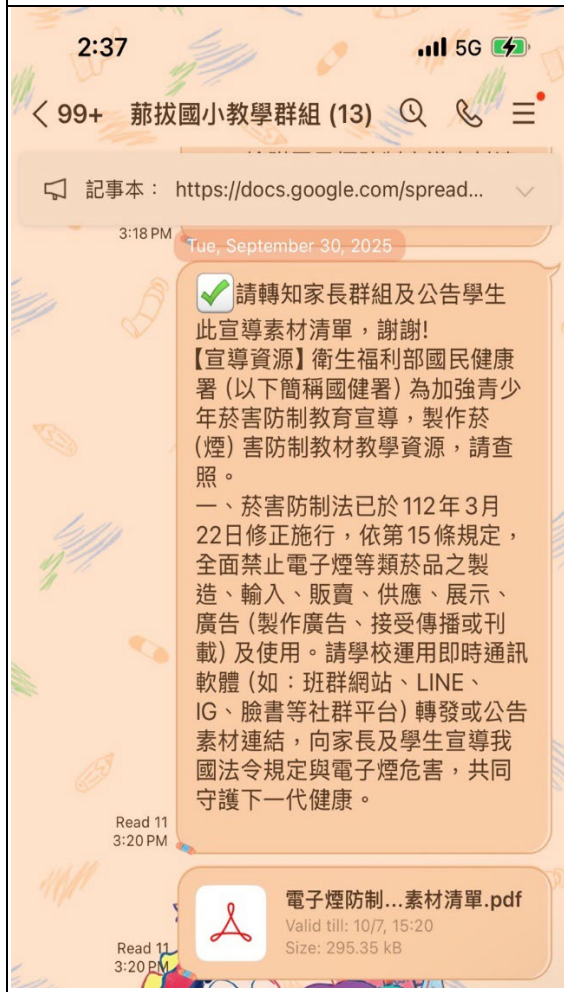 2:37
5G
99+ 蔴拔國小教學群組 (13)
記事本： https://docs.google.com/spread...
3:18 PM
Tue, September 30, 2025
✅請轉知家長群組及公告學生
此宣導素材清單，謝謝!
【宣導資源】衛生福利部國民健康
署 (以下簡稱國健署) 為加強青少
年菸害防制教育宣導，製作菸
(煙) 害防制教材教學資源，請查
照。
一、菸害防制法已於 112 年 3 月
22日修正施行，依第 15 條規定，
全面禁止電子煙等類菸品之製
造、輸入、販賣、供應、展示、
廣告 (製作廣告、接受傳播或刊
載) 及使用。請學校運用即時通訊
軟體 (如：班群網站、LINE、
IG、臉書等社群平台) 轉發或公告
素材連結，向家長及學生宣導我
國法令規定與電子煙危害，共同
守護下一代健康。
Read 11
3:20 PM
電子煙防制...素材清單.pdf
Valid till: 10/7, 15:20
Size: 295.35 kB
Read 11
3:20 PM